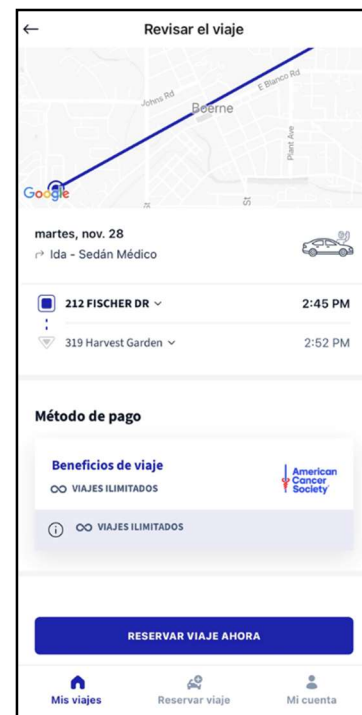 Revisar el viaje
Johns Rd
E Blanco Rd
Boerne
Plant Ave
Google
St
St
martes, nov. 28
Ida - Sedán Médico
212 FISCHER DR
2:45 PM
319 Harvest Garden
2:52 PM
Método de pago
Beneficios de viaje
VIAJES ILIMITADOS
American
Cancer
Society
VIAJES ILIMITADOS
RESERVAR VIAJE AHORA
Mis viajes
Reservar viaje
Mi cuenta